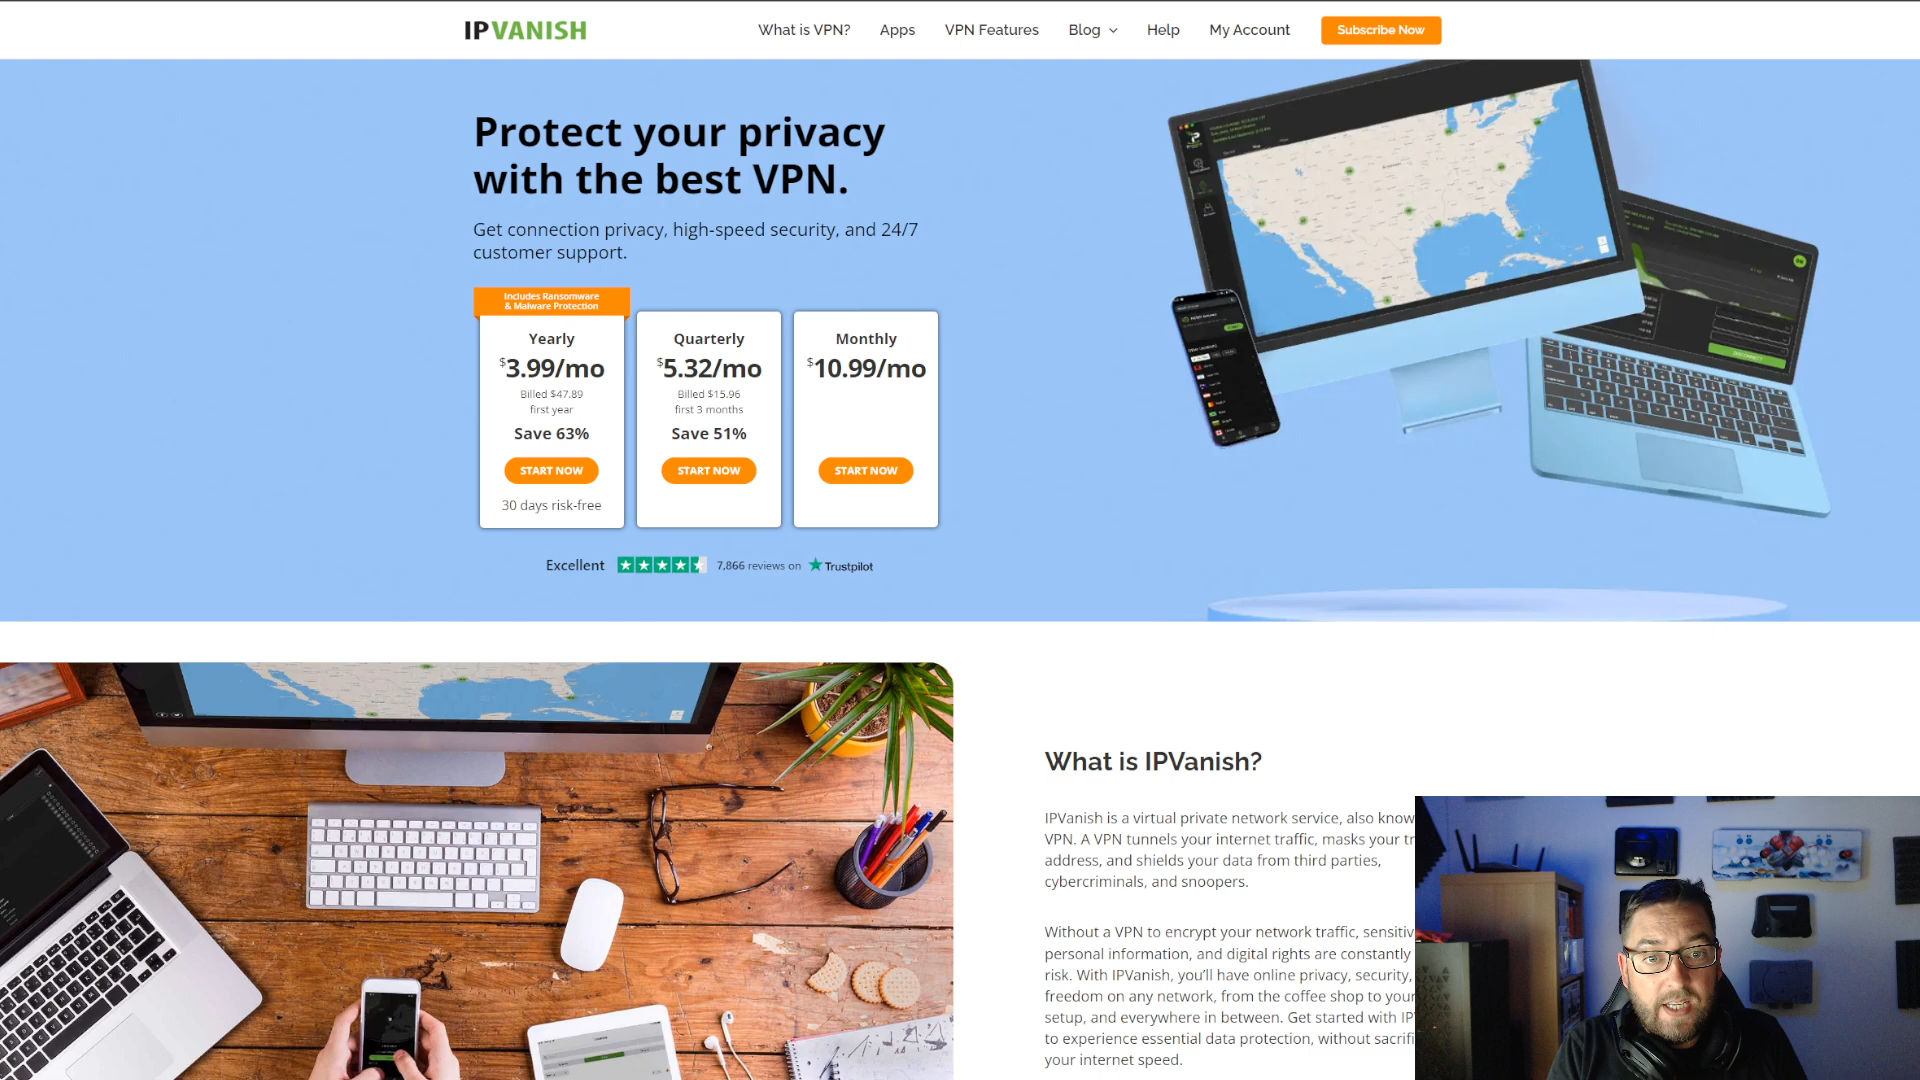 IPVANISH
What is VPN?
Apps
VPN Features
Blog
Help
My Account
Subscribe Now
Protect your privacy
with the best VPN.
Get connection privacy, high-speed security, and 24/7
customer support.
Includes Ransomware
& Malware Protection
Yearly
$3.99/mo
Billed $47.89
first year
Save 63%
START NOW
30 days risk-free
Quarterly
$5.32/mo
Billed $15.96
first 3 months
Save 51%
START NOW
Monthly
$10.99/mo
START NOW
Excellent
7,866 reviews on
Trustpilot
What is IPVanish?
IPVanish is a virtual private network service, also know
VPN. A VPN tunnels your internet traffic, masks your tr
address, and shields your data from third parties,
cybercriminals, and snoopers.
Without a VPN to encrypt your network traffic, sensitiv
personal information, and digital rights are constantly
risk. With IPVanish, you'll have online privacy, security,
freedom on any network, from the coffee shop to your
setup, and everywhere in between. Get started with IP
to experience essential data protection, without sacrifi
your internet speed.